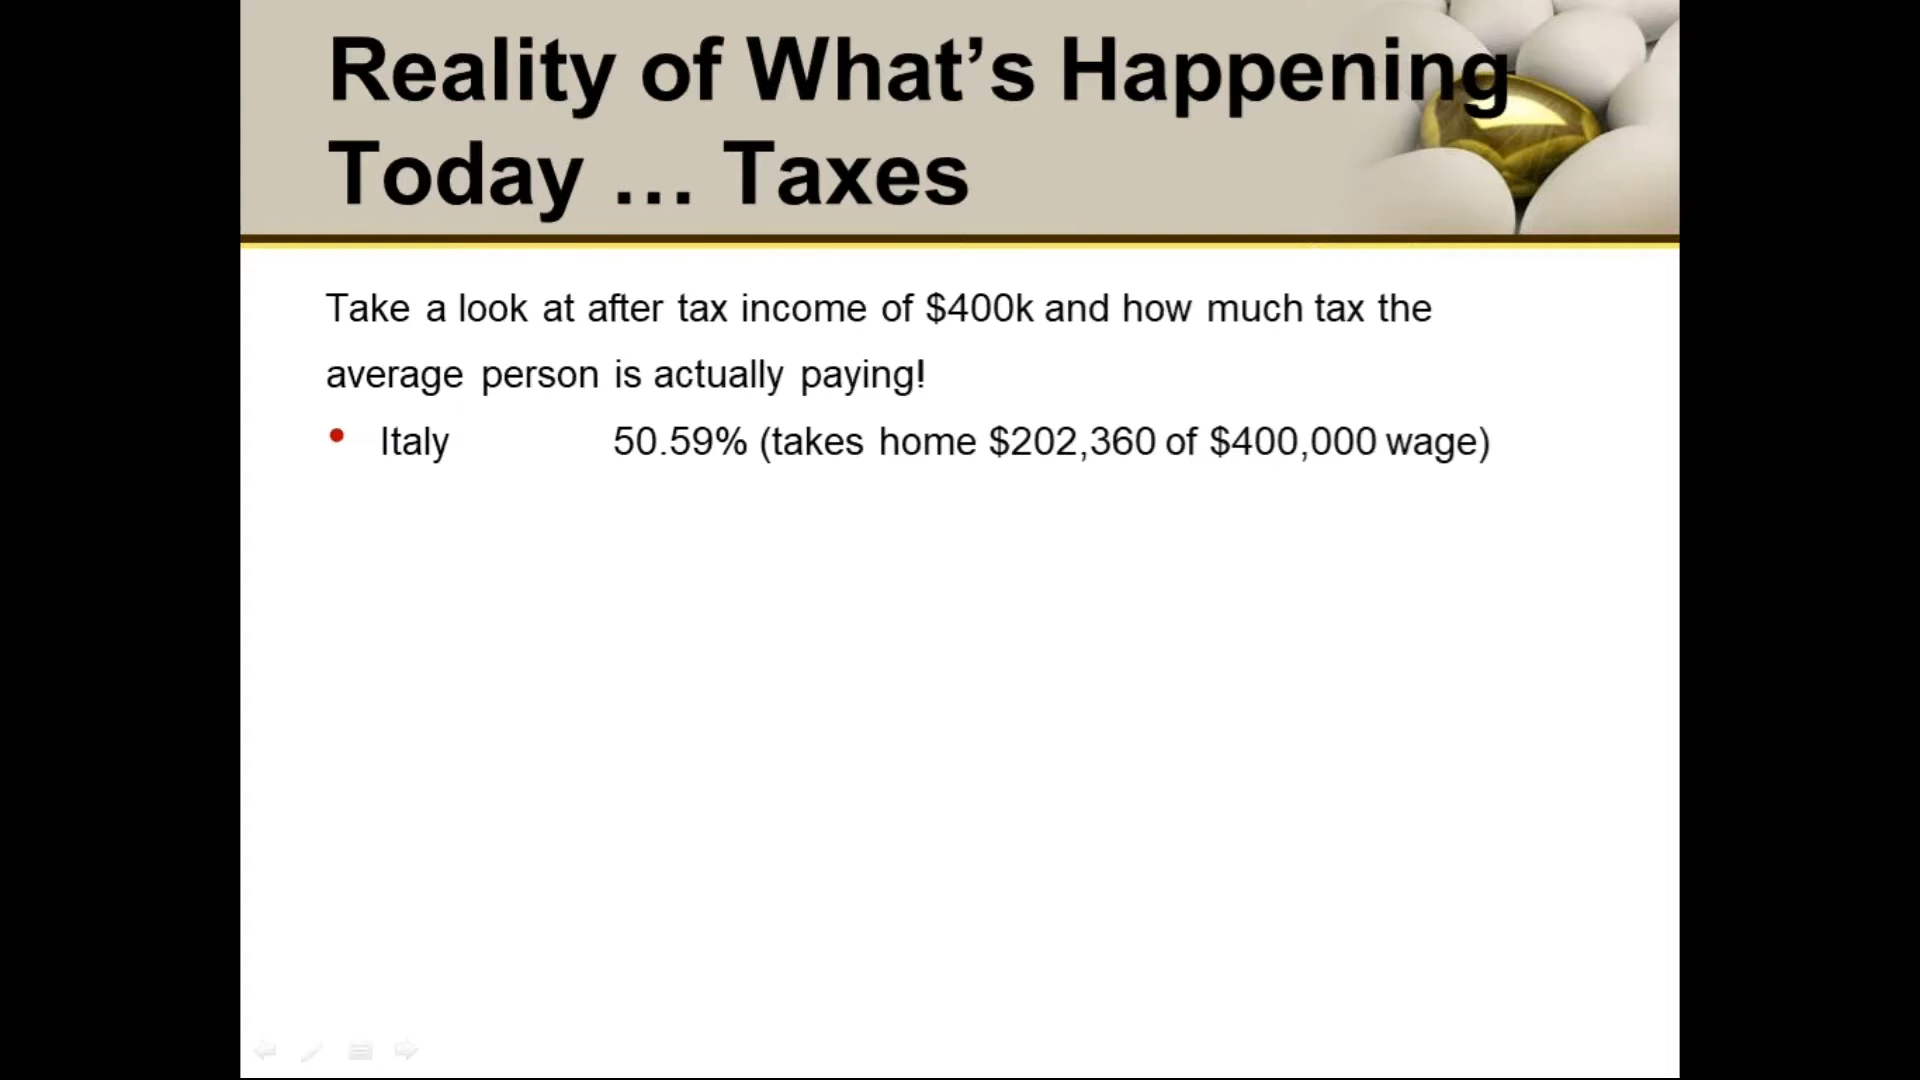 Reality of What’s Happening
Today … Taxes
Take a look at after tax income of $400k and how much tax the
average person is actually paying!
• Italy 50.59% (takes home $202,360 of $400,000 wage)